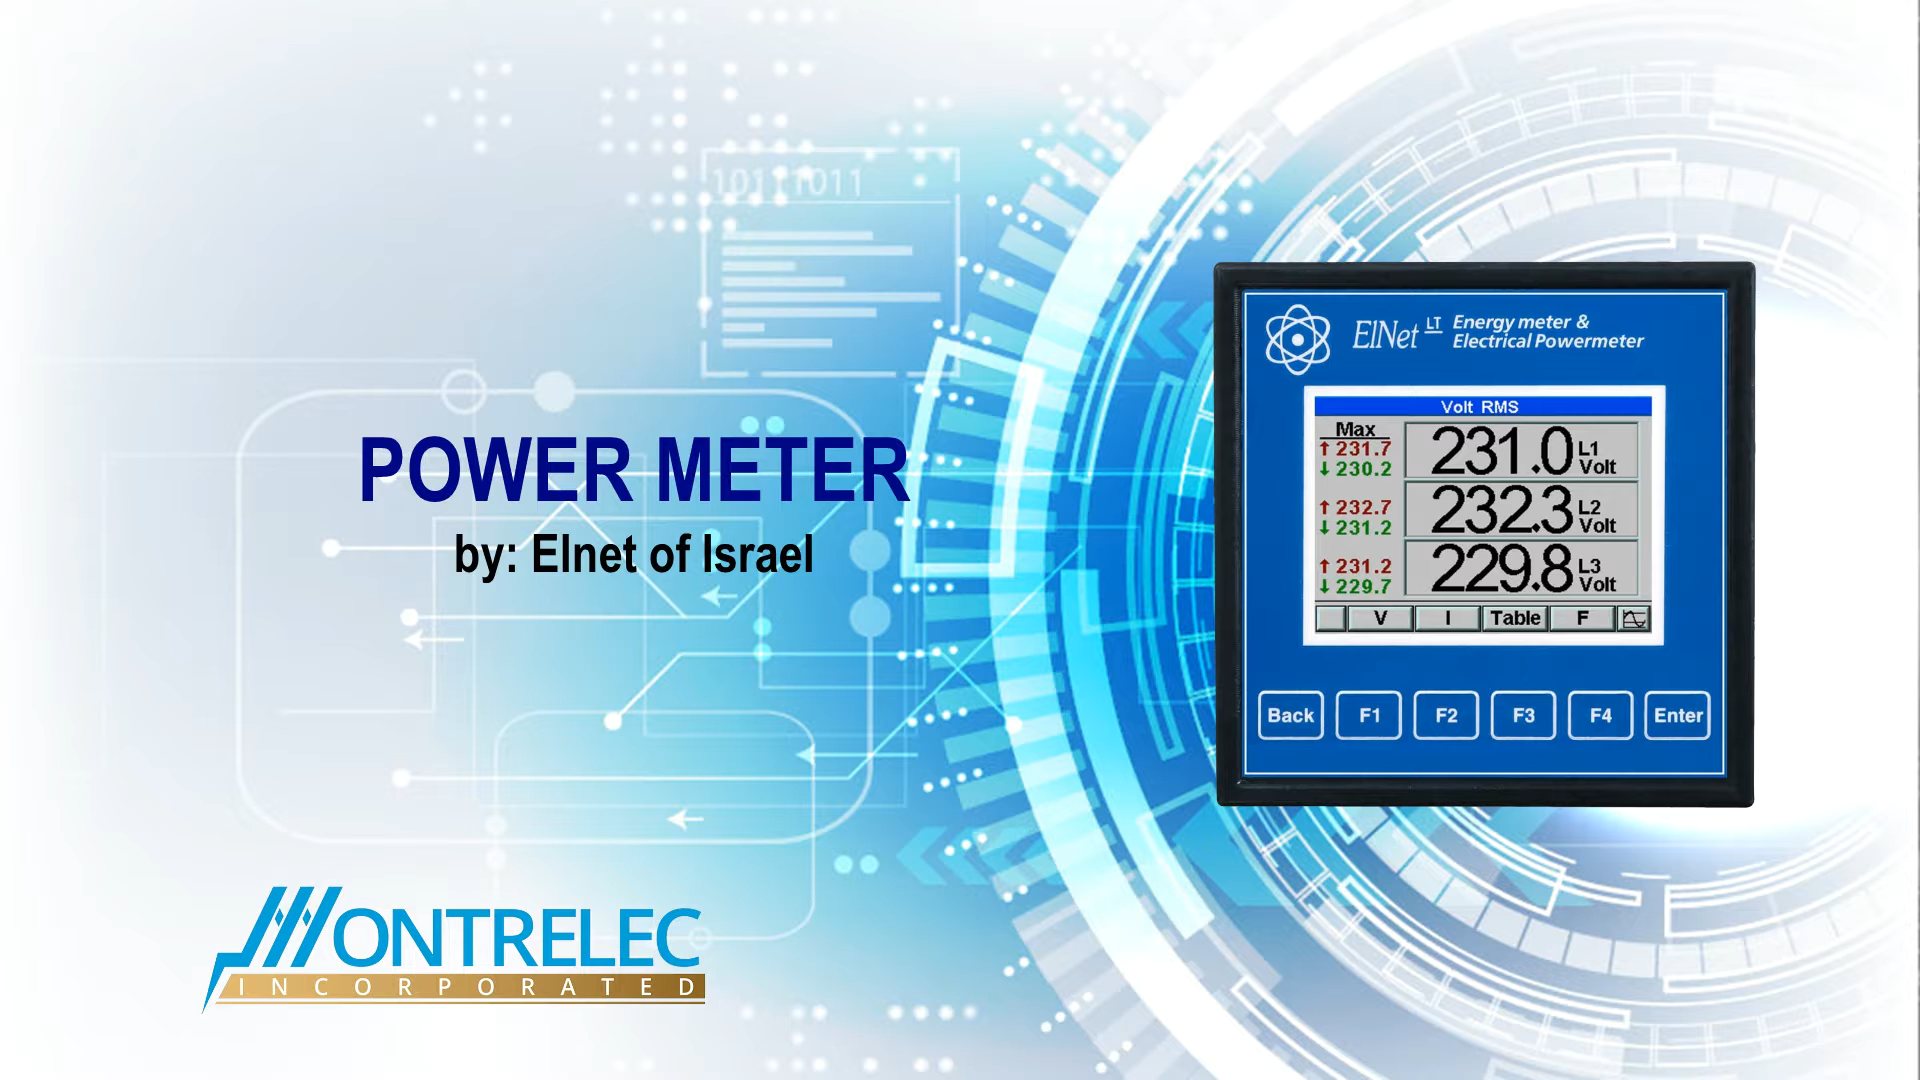 10111011
POWER METER
by: Elnet of Israel
MONTRELEC
INCORPORATED
ElNet LT Energy meter &
Electrical Powermeter
Volt RMS
Max
↑ 231.7
↓ 230.2
231.0 L1 Volt
↑ 232.7
↓ 231.2
232.3 L2 Volt
↑ 231.2
↓ 229.7
229.8 L3 Volt
V I Table F
Back F1 F2 F3 F4 Enter